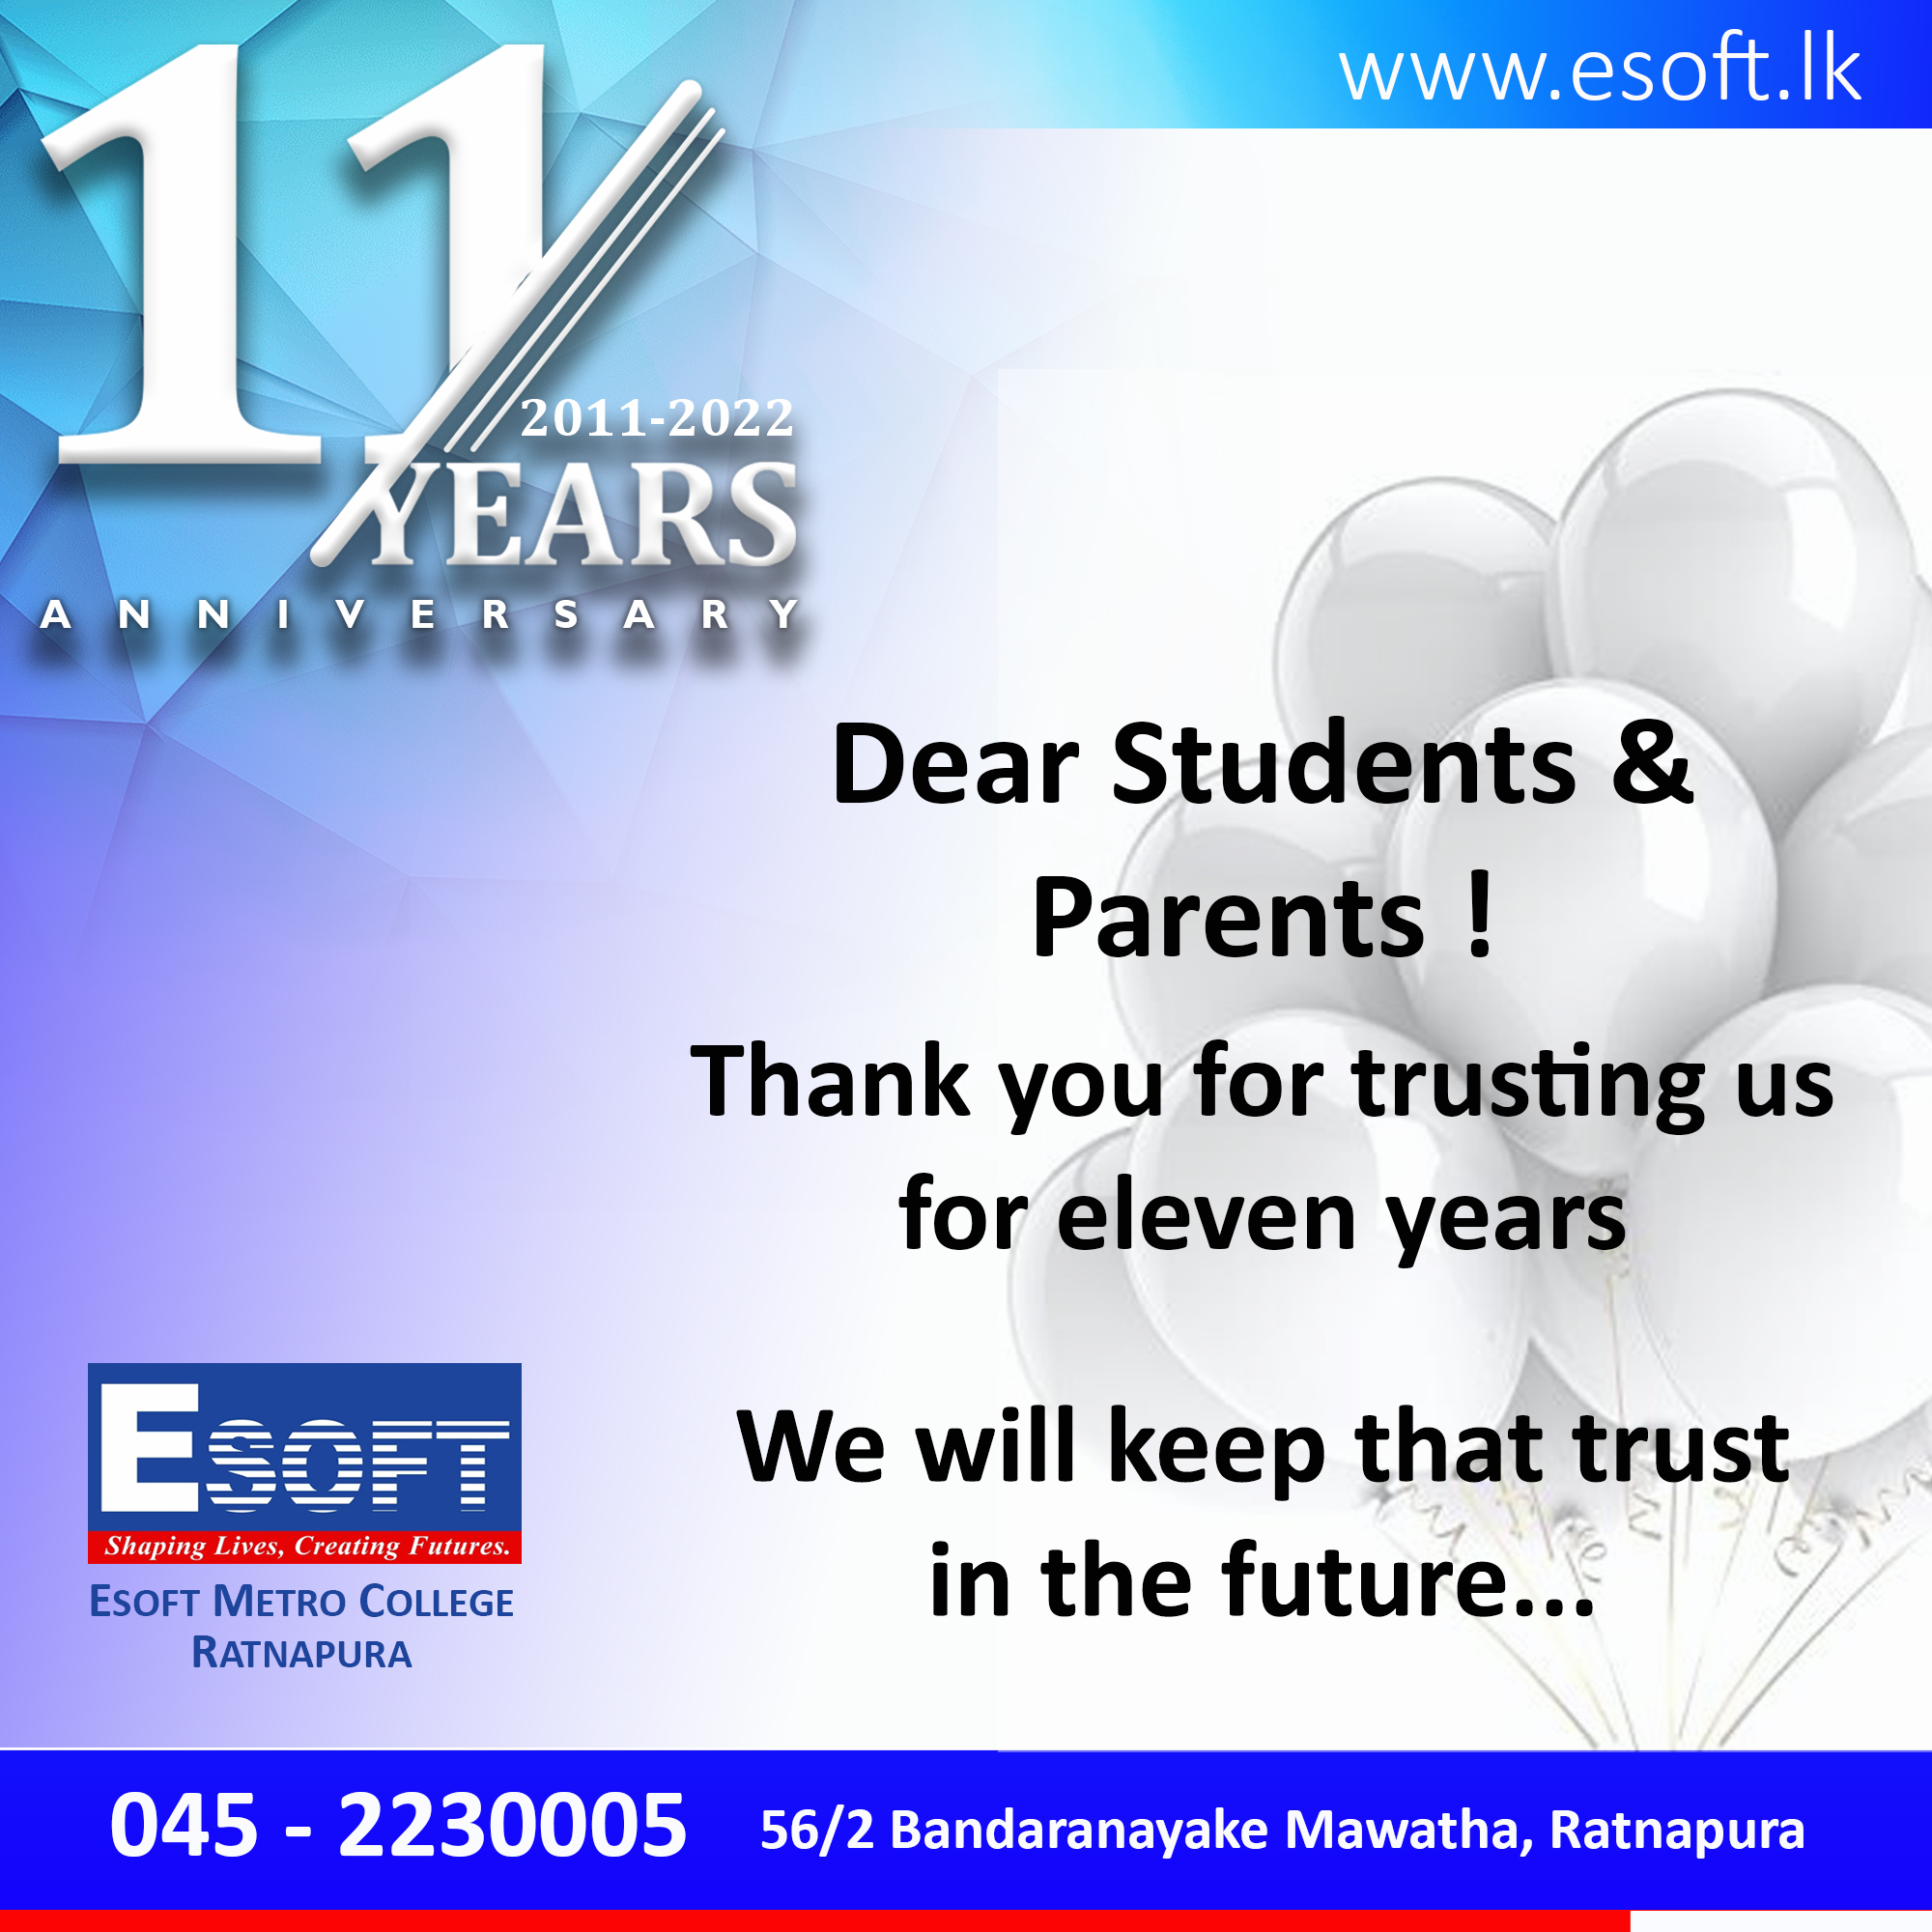 www.esoft.lk
11
2011-2022
YEARS
ANNIVERSARY
Dear Students &
Parents !
Thank you for trusting us
for eleven years
We will keep that trust
in the future...
ESOFT
Shaping Lives, Creating Futures.
ESOFT METRO COLLEGE
RATNAPURA
045 - 2230005
56/2 Bandaranayake Mawatha, Ratnapura